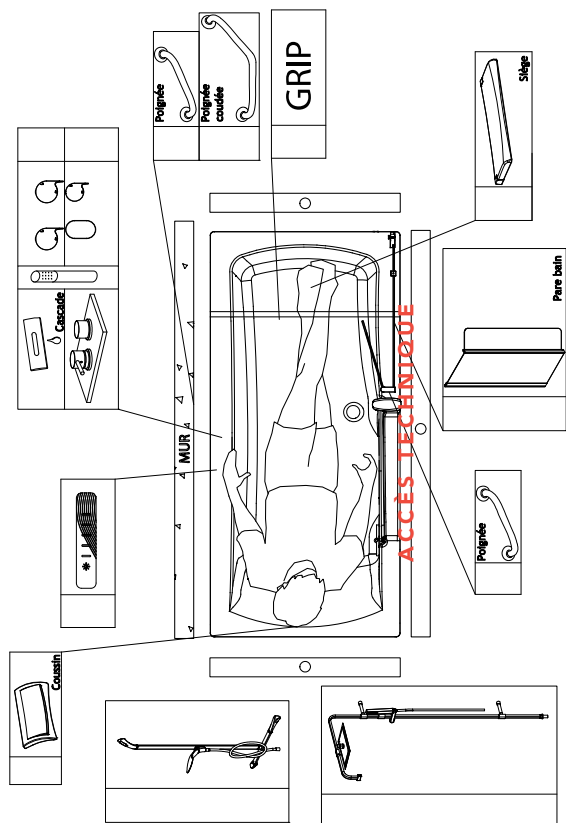 Poignée
Poignée
coudée
GRIP
Siège
Cascade
Pare bain
MUR
ACCÈS TECHNIQUE
Poignée
Coussin